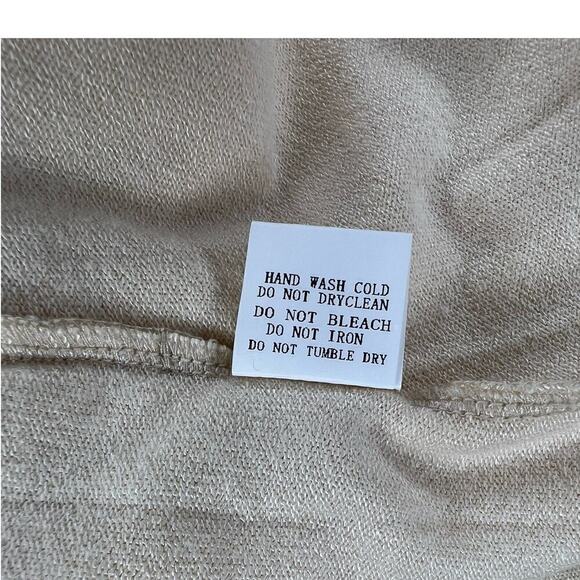 HAND WASH COLD
DO NOT DRYCLEAN
DO NOT BLEACH
DO NOT IRON
DO NOT TUMBLE DRY